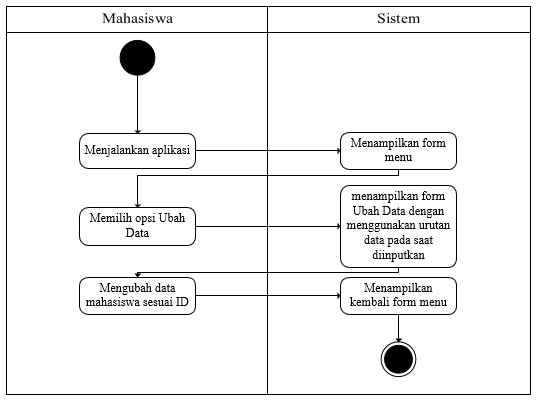 Mahasiswa
Sistem
Menjalankan aplikasi
Menampilkan form
menu
Memilih opsi Ubah
Data
menampilkan form
Ubah Data dengan
menggunakan urutan
data pada saat
diinputkan
Mengubah data
mahasiswa sesuai ID
Menampilkan
kembali form menu